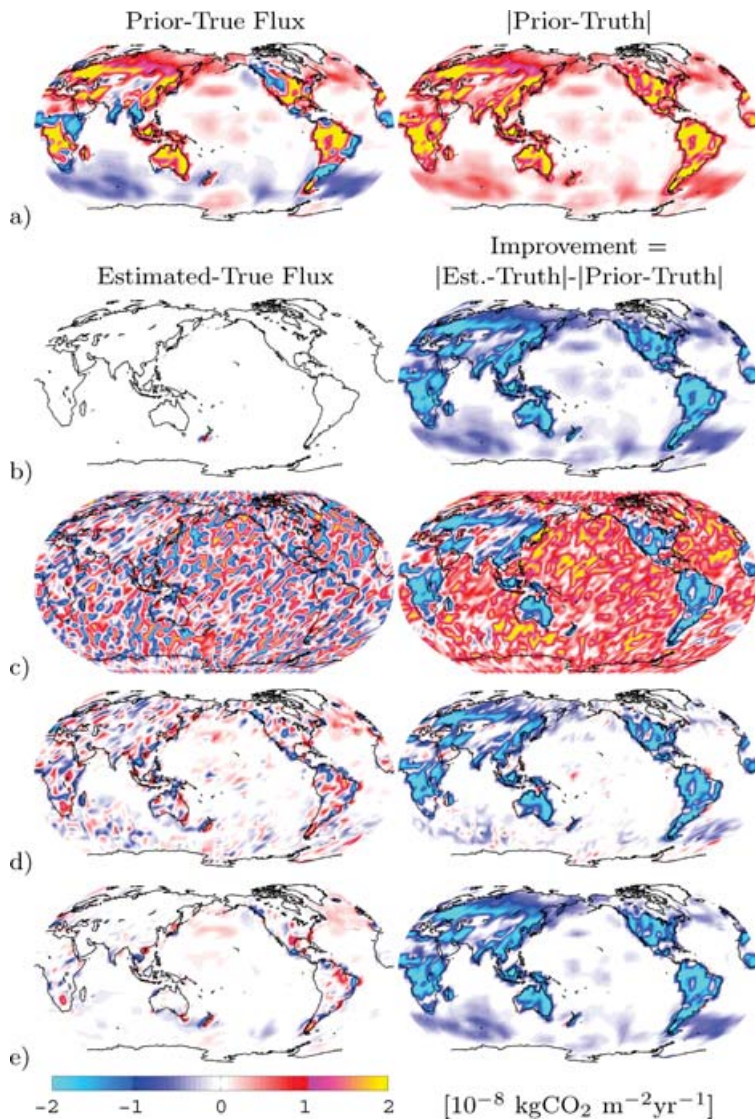 Prior-True Flux
|Prior-Truth|
a)
Estimated-True Flux
Improvement =
|Est.-Truth|-|Prior-Truth|
b)
c)
d)
e)
−2 −1 0 1 2
[10⁻⁸ kgCO₂ m⁻²yr⁻¹]